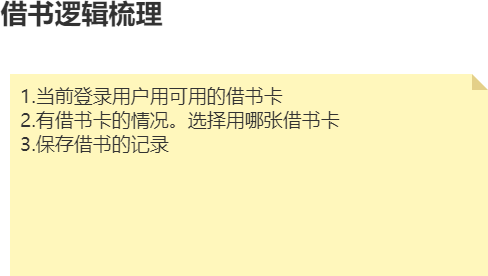 借书逻辑梳理
1.当前登录用户用可用的借书卡
2.有借书卡的情况。选择用哪张借书卡
3.保存借书的记录